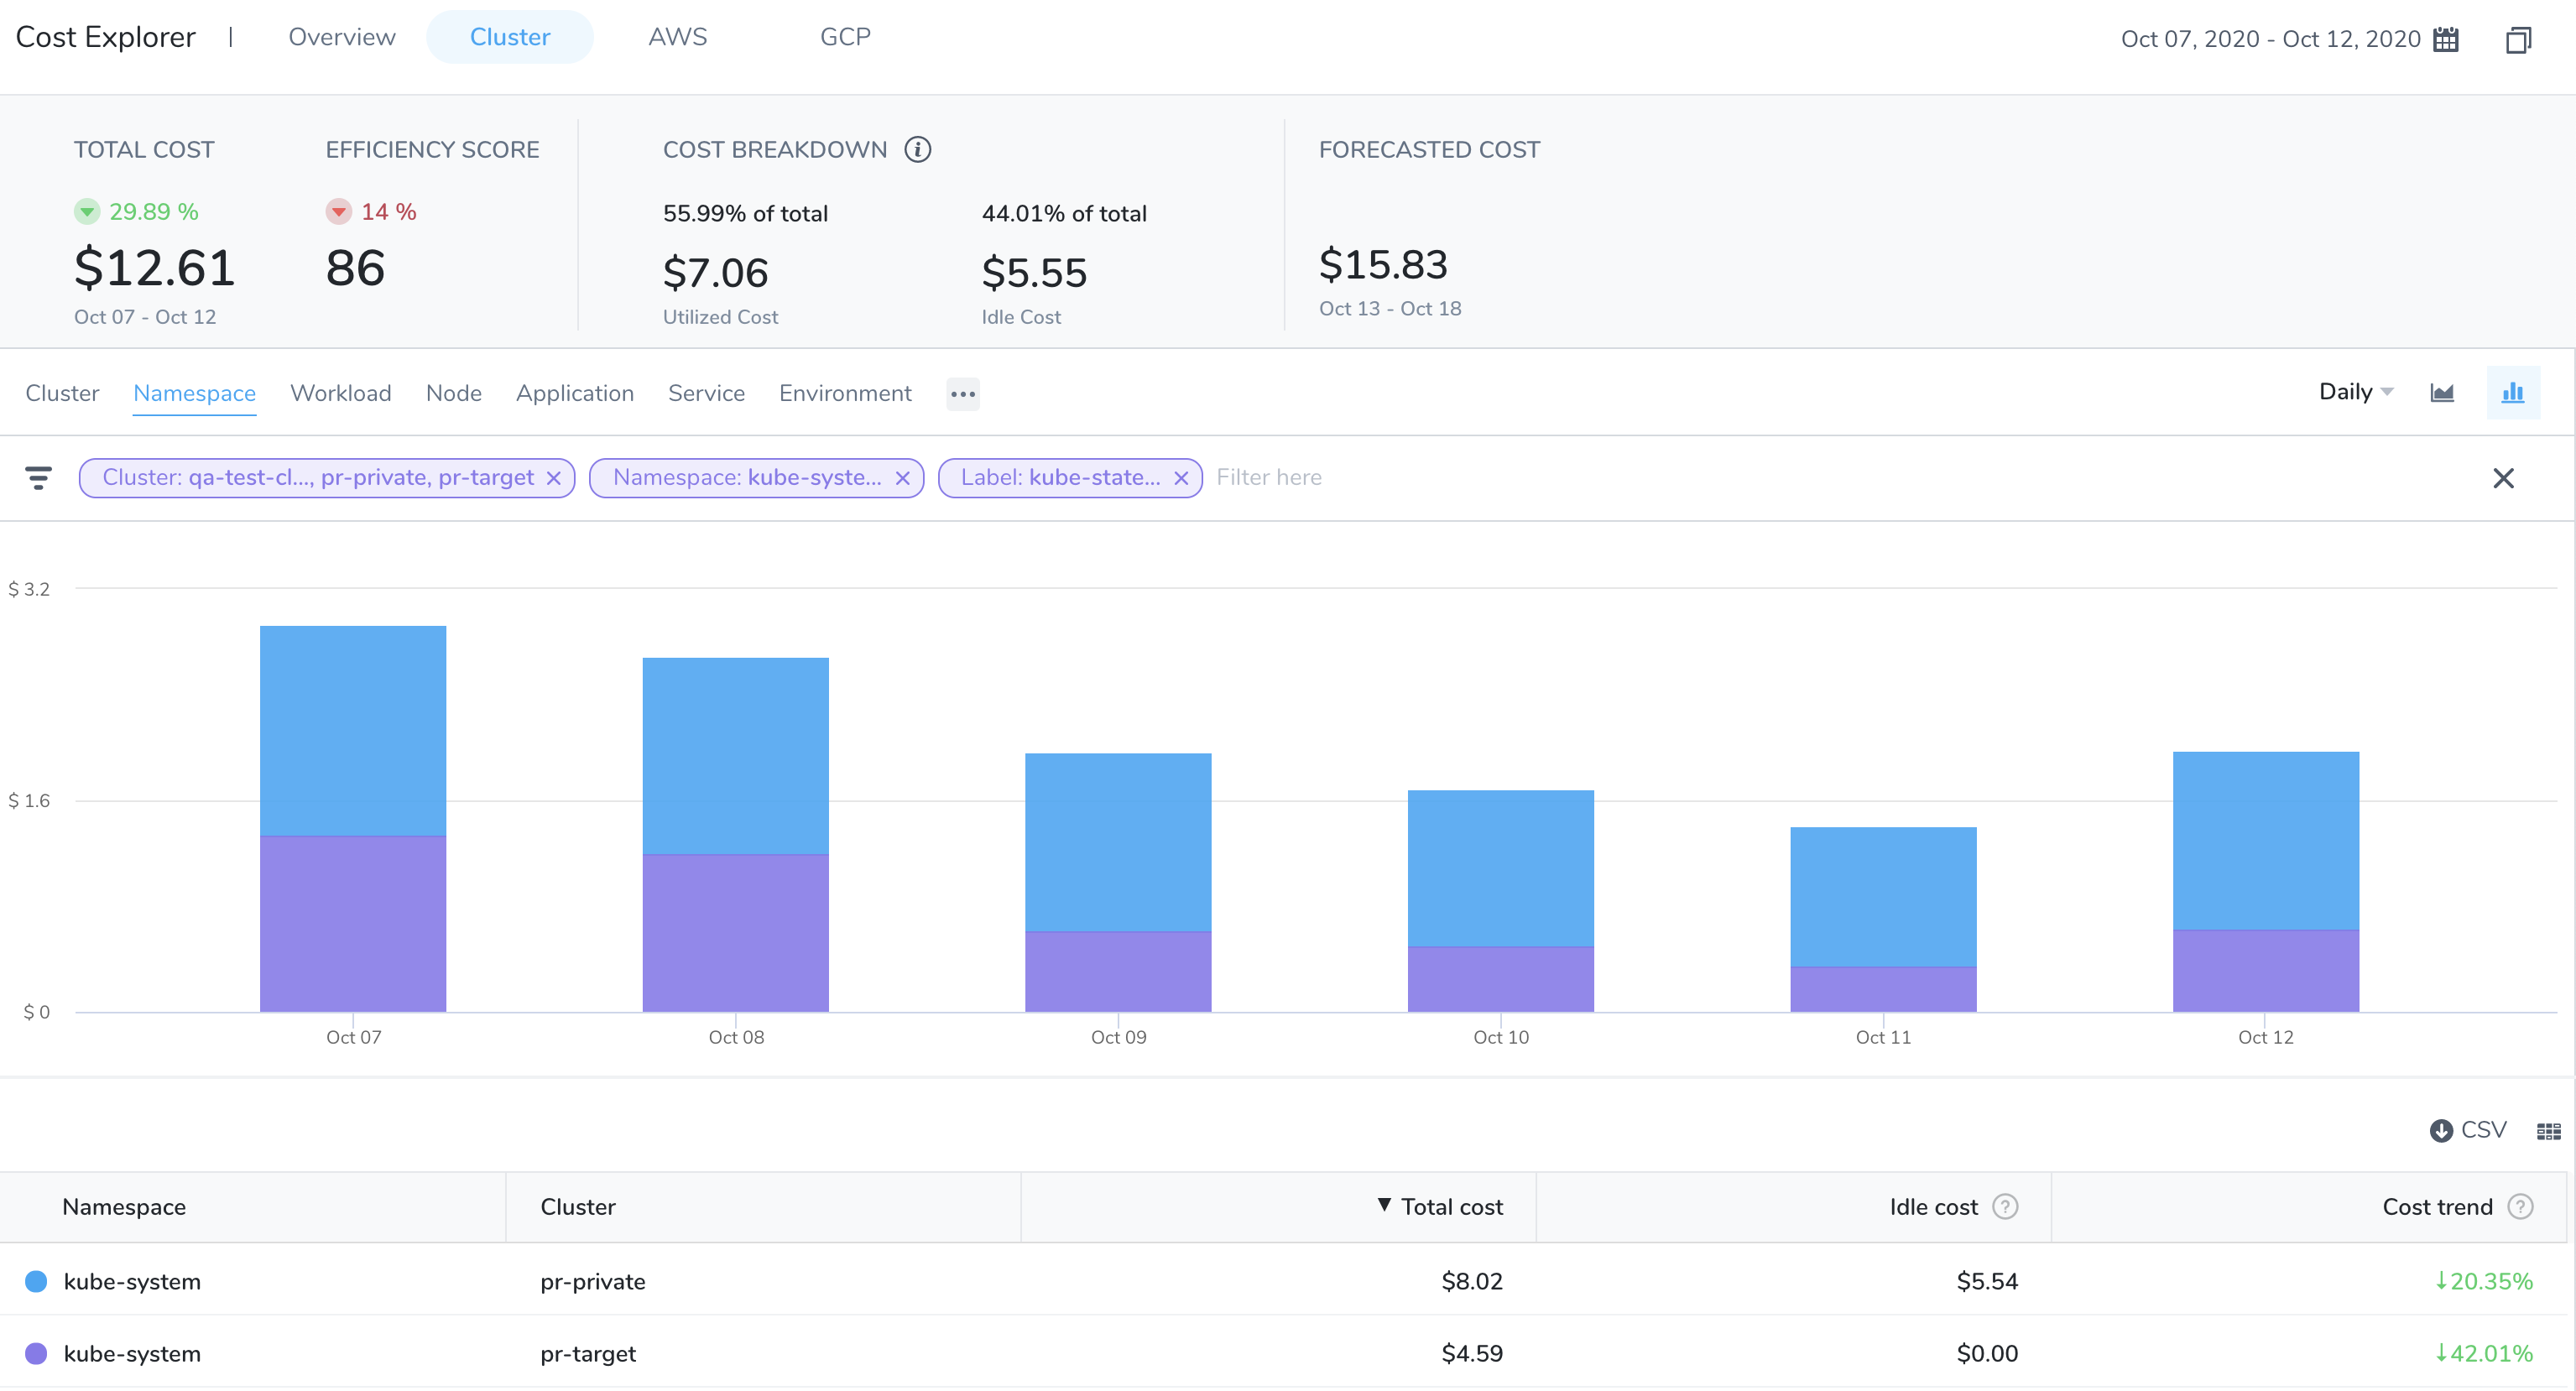 Cost Explorer | Overview Cluster AWS GCP Oct 07, 2020 - Oct 12, 2020
TOTAL COST EFFICIENCY SCORE COST BREAKDOWN FORECASTED COST
29.89 % 14 % 55.99% of total 44.01% of total
$12.61 86 $7.06 $5.55 $15.83
Oct 07 - Oct 12 Utilized Cost Idle Cost Oct 13 - Oct 18
Cluster Namespace Workload Node Application Service Environment Daily
Cluster: qa-test-cl..., pr-private, pr-target Namespace: kube-syste... Label: kube-state... Filter here
$ 3.2
$ 1.6
$ 0
Oct 07 Oct 08 Oct 09 Oct 10 Oct 11 Oct 12
CSV
Namespace Cluster ▼ Total cost Idle cost ? Cost trend ?
kube-system pr-private $8.02 $5.54 ↓20.35%
kube-system pr-target $4.59 $0.00 ↓42.01%